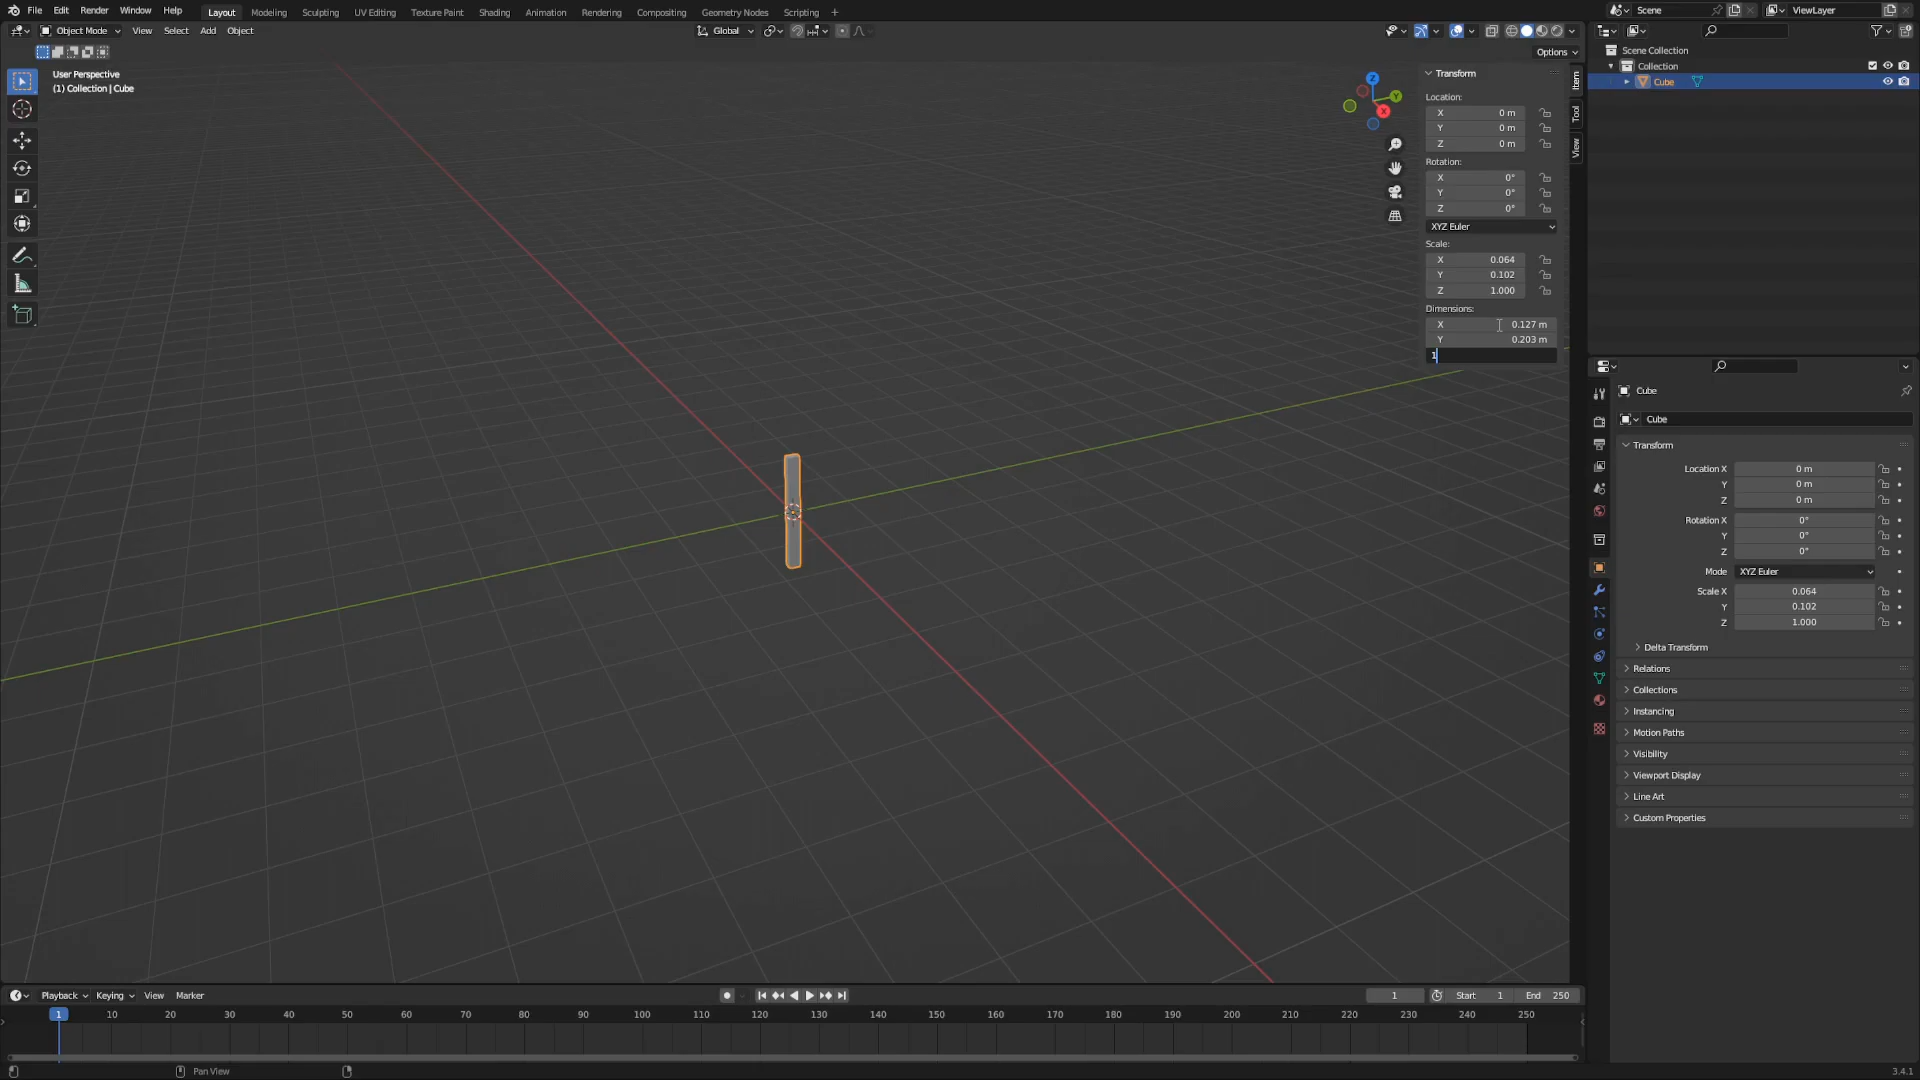 File Edit Render Window Help Layout Modeling Sculpting UV Editing Texture Paint Shading Animation Rendering Compositing Geometry Nodes Scripting + Scene ViewLayer
Object Mode View Select Add Object Global
Options
User Perspective
(1) Collection | Cube
Transform
Location:
X 0 m
Y 0 m
Z 0 m
Rotation:
X 0°
Y 0°
Z 0°
XYZ Euler
Scale:
X 0.064
Y 0.102
Z 1.000
Dimensions:
X 0.127 m
Y 0.203 m
1
Item
Tool
View
Z
Y
X
Scene Collection
Collection
Cube
Cube
Cube
Transform
Location X 0 m
Y 0 m
Z 0 m
Rotation X 0°
Y 0°
Z 0°
Mode XYZ Euler
Scale X 0.064
Y 0.102
Z 1.000
Delta Transform
Relations
Collections
Instancing
Motion Paths
Visibility
Viewport Display
Line Art
Custom Properties
Playback Keying View Marker 1 Start 1 End 250
1 10 20 30 40 50 60 70 80 90 100 110 120 130 140 150 160 170 180 190 200 210 220 230 240 250
Pan View 3.4.1